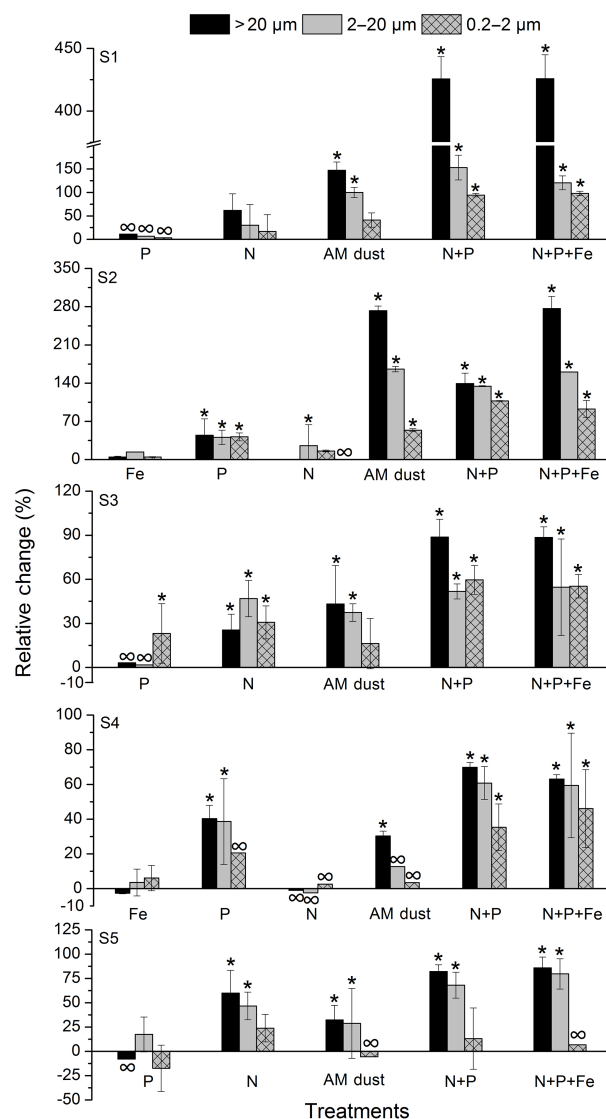 >20 μm 2–20 μm 0.2–2 μm
S1
450
400
150
100
50
0
∞ ∞ ∞
* * * * * * * *
P N AM dust N+P N+P+Fe
S2
350
280
210
140
70
0
* * * * ∞ * * * * * * * * *
Fe P N AM dust N+P N+P+Fe
Relative change (%)
S3
120
90
60
30
0
-10
∞ ∞ * * * * * * * * * * * *
P N AM dust N+P N+P+Fe
S4
100
80
60
40
20
0
-10
* * ∞ ∞ ∞ ∞ * ∞ ∞ * * * * * *
Fe P N AM dust N+P N+P+Fe
S5
100
75
50
25
0
-25
-50
∞ * * * * ∞ * * * * ∞
P N AM dust N+P N+P+Fe
Treatments